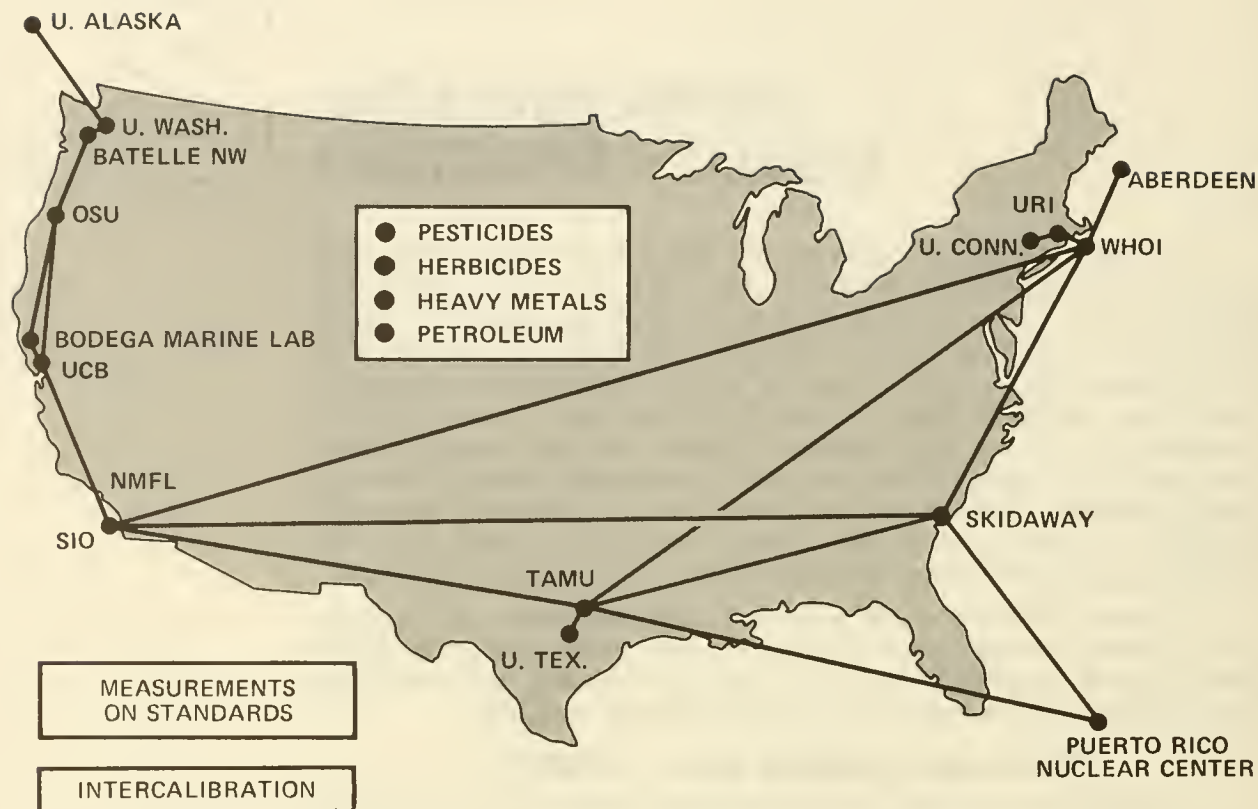 U. ALASKA
U. WASH.
BATELLE NW
OSU
BODEGA MARINE LAB
UCB
NMFL
SIO
PESTICIDES
HERBICIDES
HEAVY METALS
PETROLEUM
ABERDEEN
URI
U. CONN.
WHOI
SKIDAWAY
TAMU
U. TEX.
PUERTO RICO
NUCLEAR CENTER
MEASUREMENTS
ON STANDARDS
INTERCALIBRATION